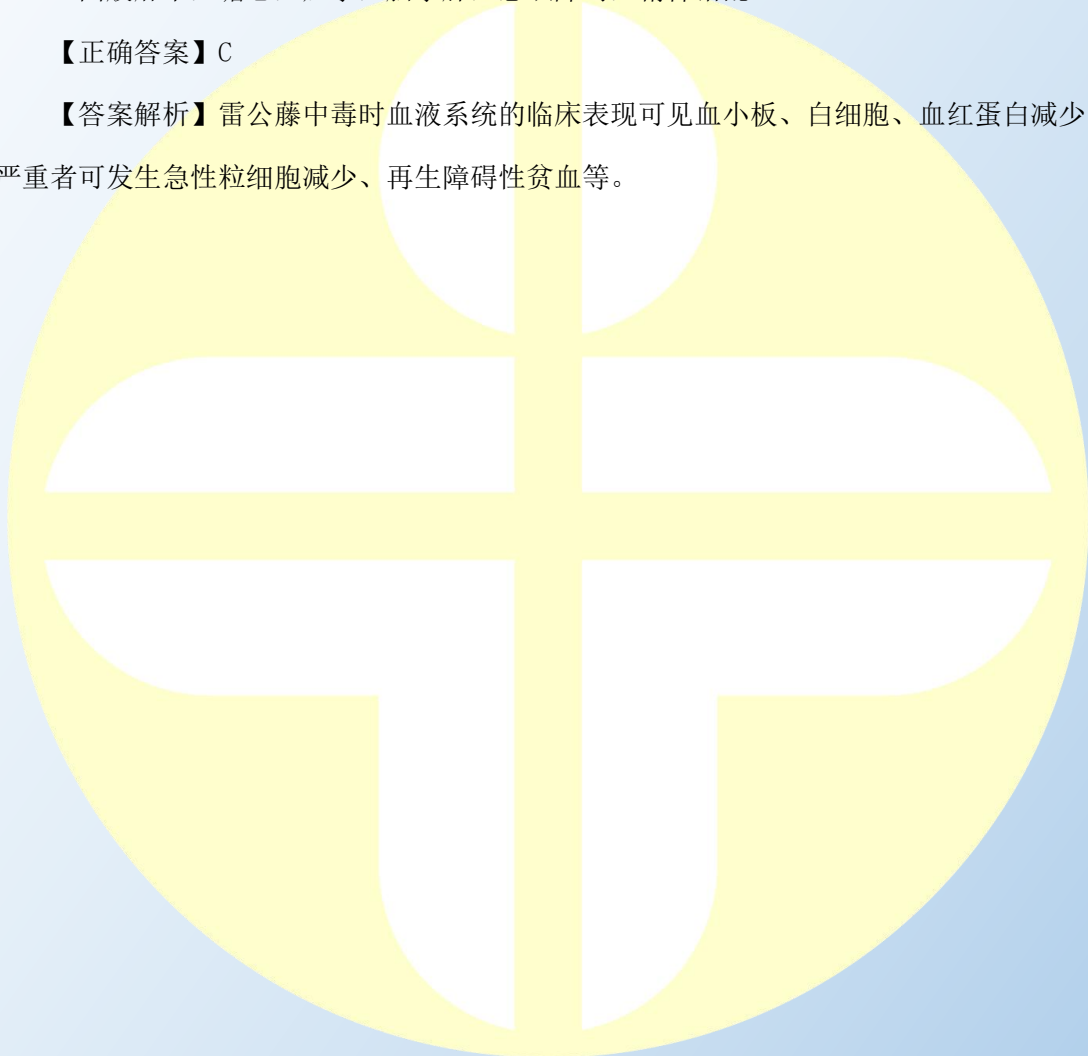 【正确答案】C
【答案解析】雷公藤中毒时血液系统的临床表现可见血小板、白细胞、血红蛋白减少
严重者可发生急性粒细胞减少、再生障碍性贫血等。